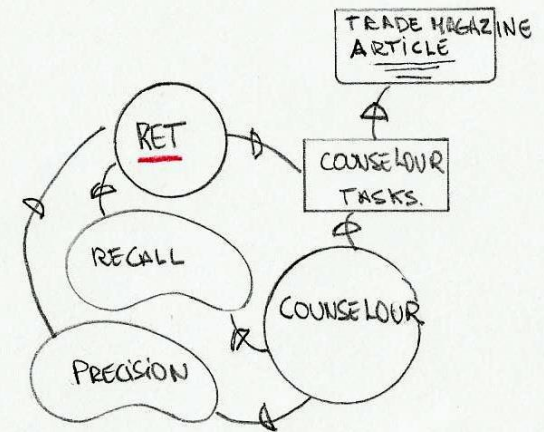 TRADE MAGAZINE
ARTICLE
RET
COUNSELOUR
TASKS.
RECALL
COUNSELOUR
PRECISION